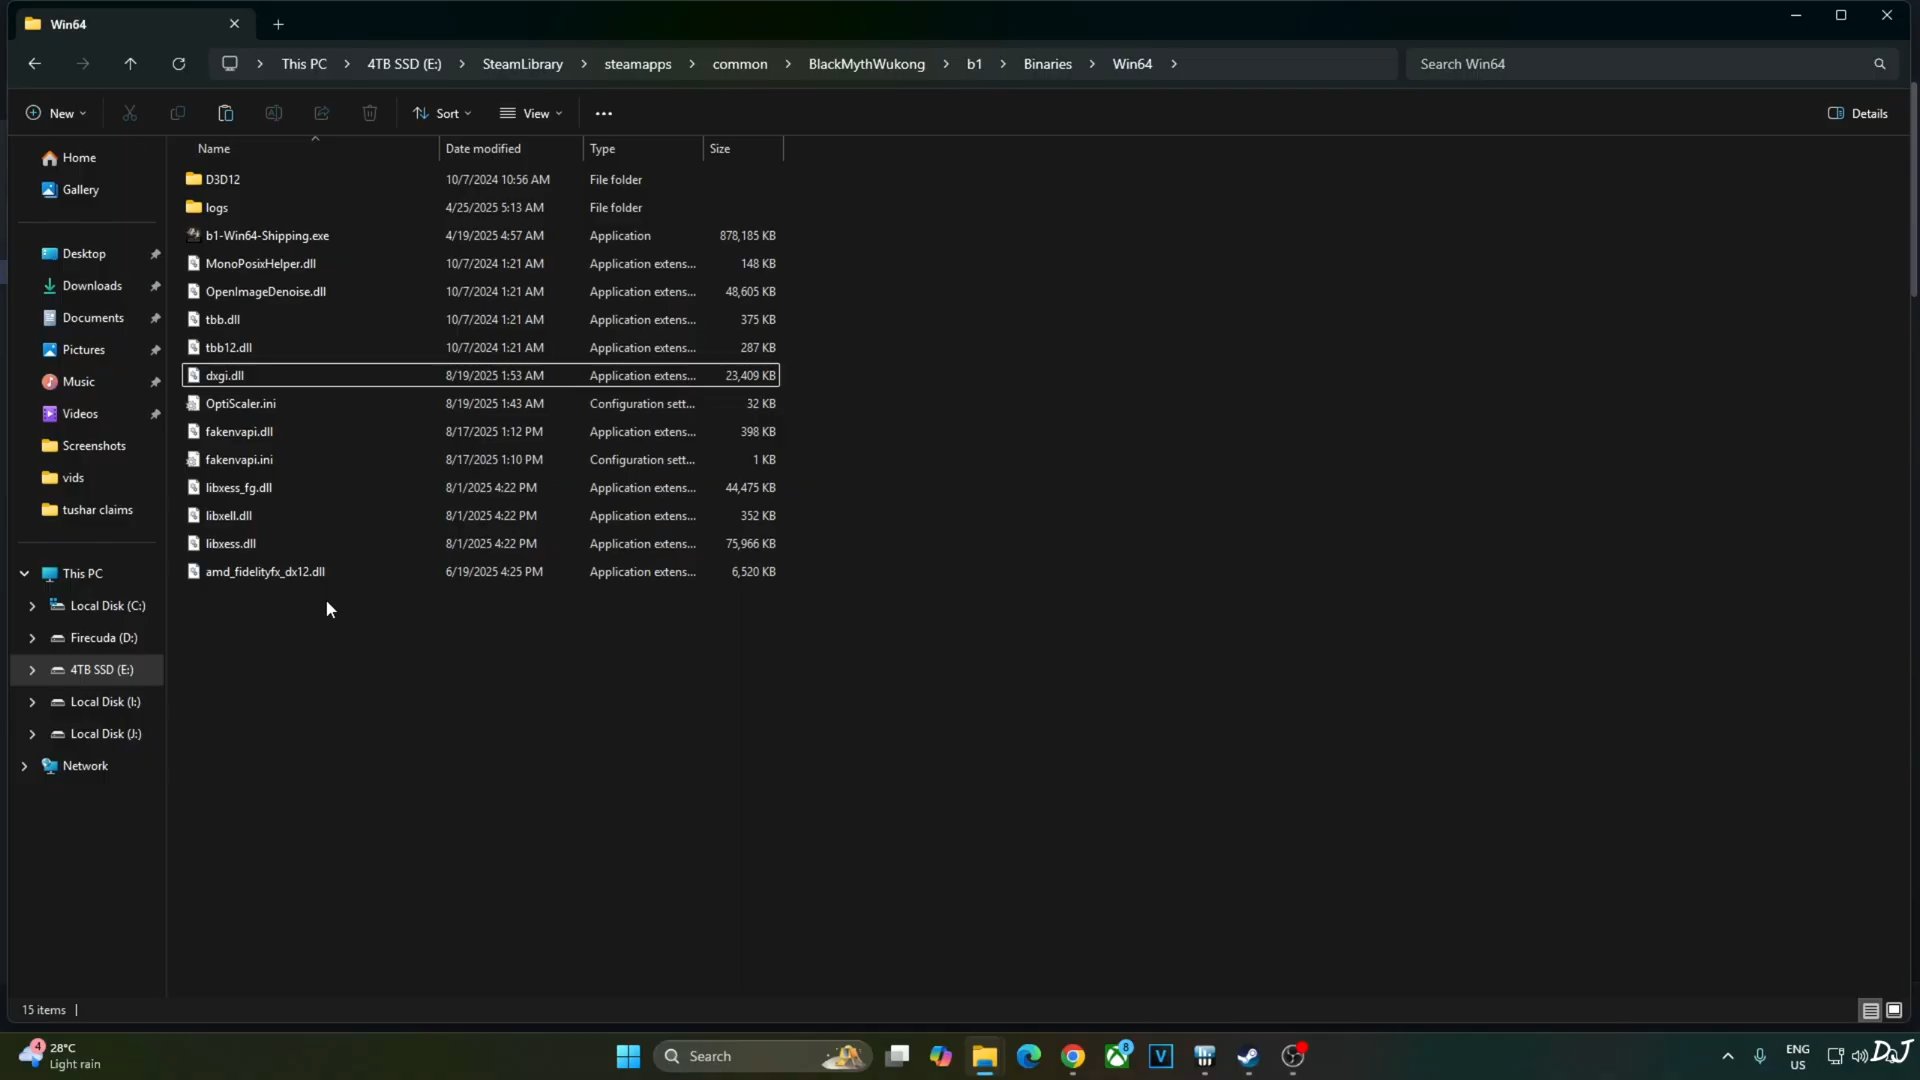 Win64
This PC > 4TB SSD (E:) > SteamLibrary > steamapps > common > BlackMythWukong > b1 > Binaries > Win64 >
Search Win64
New
Sort
View
Details
Name Date modified Type Size
D3D12 10/7/2024 10:56 AM File folder
logs 4/25/2025 5:13 AM File folder
b1-Win64-Shipping.exe 4/19/2025 4:57 AM Application 878,185 KB
MonoPosixHelper.dll 10/7/2024 1:21 AM Application extens... 148 KB
OpenImageDenoise.dll 10/7/2024 1:21 AM Application extens... 48,605 KB
tbb.dll 10/7/2024 1:21 AM Application extens... 375 KB
tbb12.dll 10/7/2024 1:21 AM Application extens... 287 KB
dxgi.dll 8/19/2025 1:53 AM Application extens... 23,409 KB
OptiScaler.ini 8/19/2025 1:43 AM Configuration sett... 32 KB
fakenvapi.dll 8/17/2025 1:12 PM Application extens... 398 KB
fakenvapi.ini 8/17/2025 1:10 PM Configuration sett... 1 KB
libxess_fg.dll 8/1/2025 4:22 PM Application extens... 44,475 KB
libxell.dll 8/1/2025 4:22 PM Application extens... 352 KB
libxess.dll 8/1/2025 4:22 PM Application extens... 75,966 KB
amd_fidelityfx_dx12.dll 6/19/2025 4:25 PM Application extens... 6,520 KB
Home
Gallery
Desktop
Downloads
Documents
Pictures
Music
Videos
Screenshots
vids
tushar claims
This PC
Local Disk (C:)
Firecuda (D:)
4TB SSD (E:)
Local Disk (I:)
Local Disk (J:)
Network
15 items
4
28°C
Light rain
Search
8
V
ENG
US
DJ